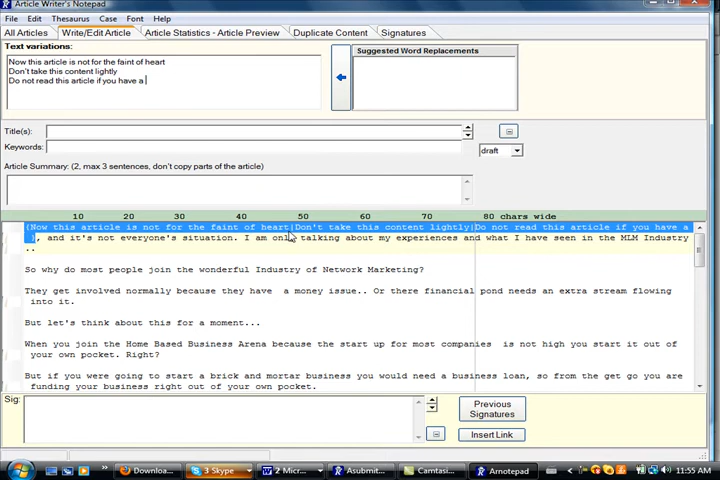 Article Writer's Notepad
File Edit Thesaurus Case Font Help
All Articles Write/Edit Article Article Statistics - Article Preview Duplicate Content Signatures
Text variations:
Suggested Word Replacements
Now this article is not for the faint of heart
Don't take this content lightly
Do not read this article if you have a
Title(s):
Keywords:
draft
Article Summary: (2, max 3 sentences, don't copy parts of the article)
10 20 30 40 50 60 70 80 chars wide
{Now this article is not for the faint of heart|Don't take this content lightly|Do not read this article if you have a
}, and it's not everyone's situation. I am only talking about my experiences and what I have seen in the MLM Industry
..
So why do most people join the wonderful Industry of Network Marketing?
They get involved normally because they have a money issue.. Or there financial pond needs an extra stream flowing
into it.
But let's think about this for a moment...
When you join the Home Based Business Arena because the start up for most companies is not high you start it out of
your own pocket. Right?
But if you were going to start a brick and mortar business you would need a business loan, so from the get go you are
funding your business right out of your own pocket.
Sig:
Previous
Signatures
Insert Link
Downloa... 3 Skype 2 Micr... Asubmit... Camtasi... Arnotepad 11:55 AM